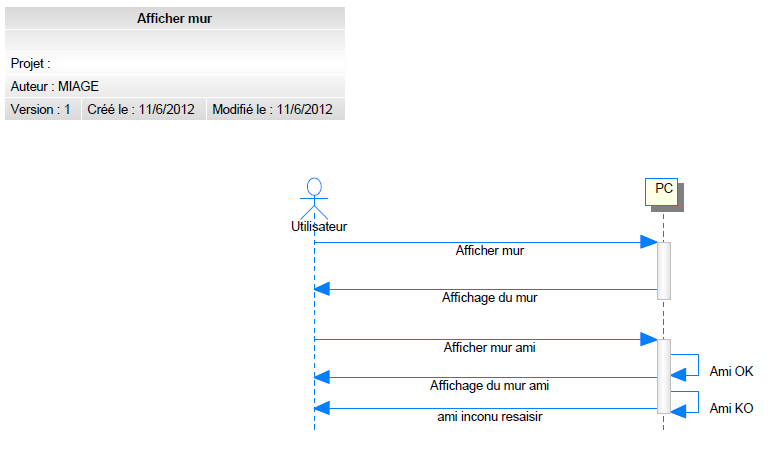 Afficher mur
Projet :
Auteur : MIAGE
Version : 1 Créé le : 11/6/2012 Modifié le : 11/6/2012
PC
Utilisateur
Afficher mur
Affichage du mur
Afficher mur ami
Ami OK
Affichage du mur ami
Ami KO
ami inconu resaisir